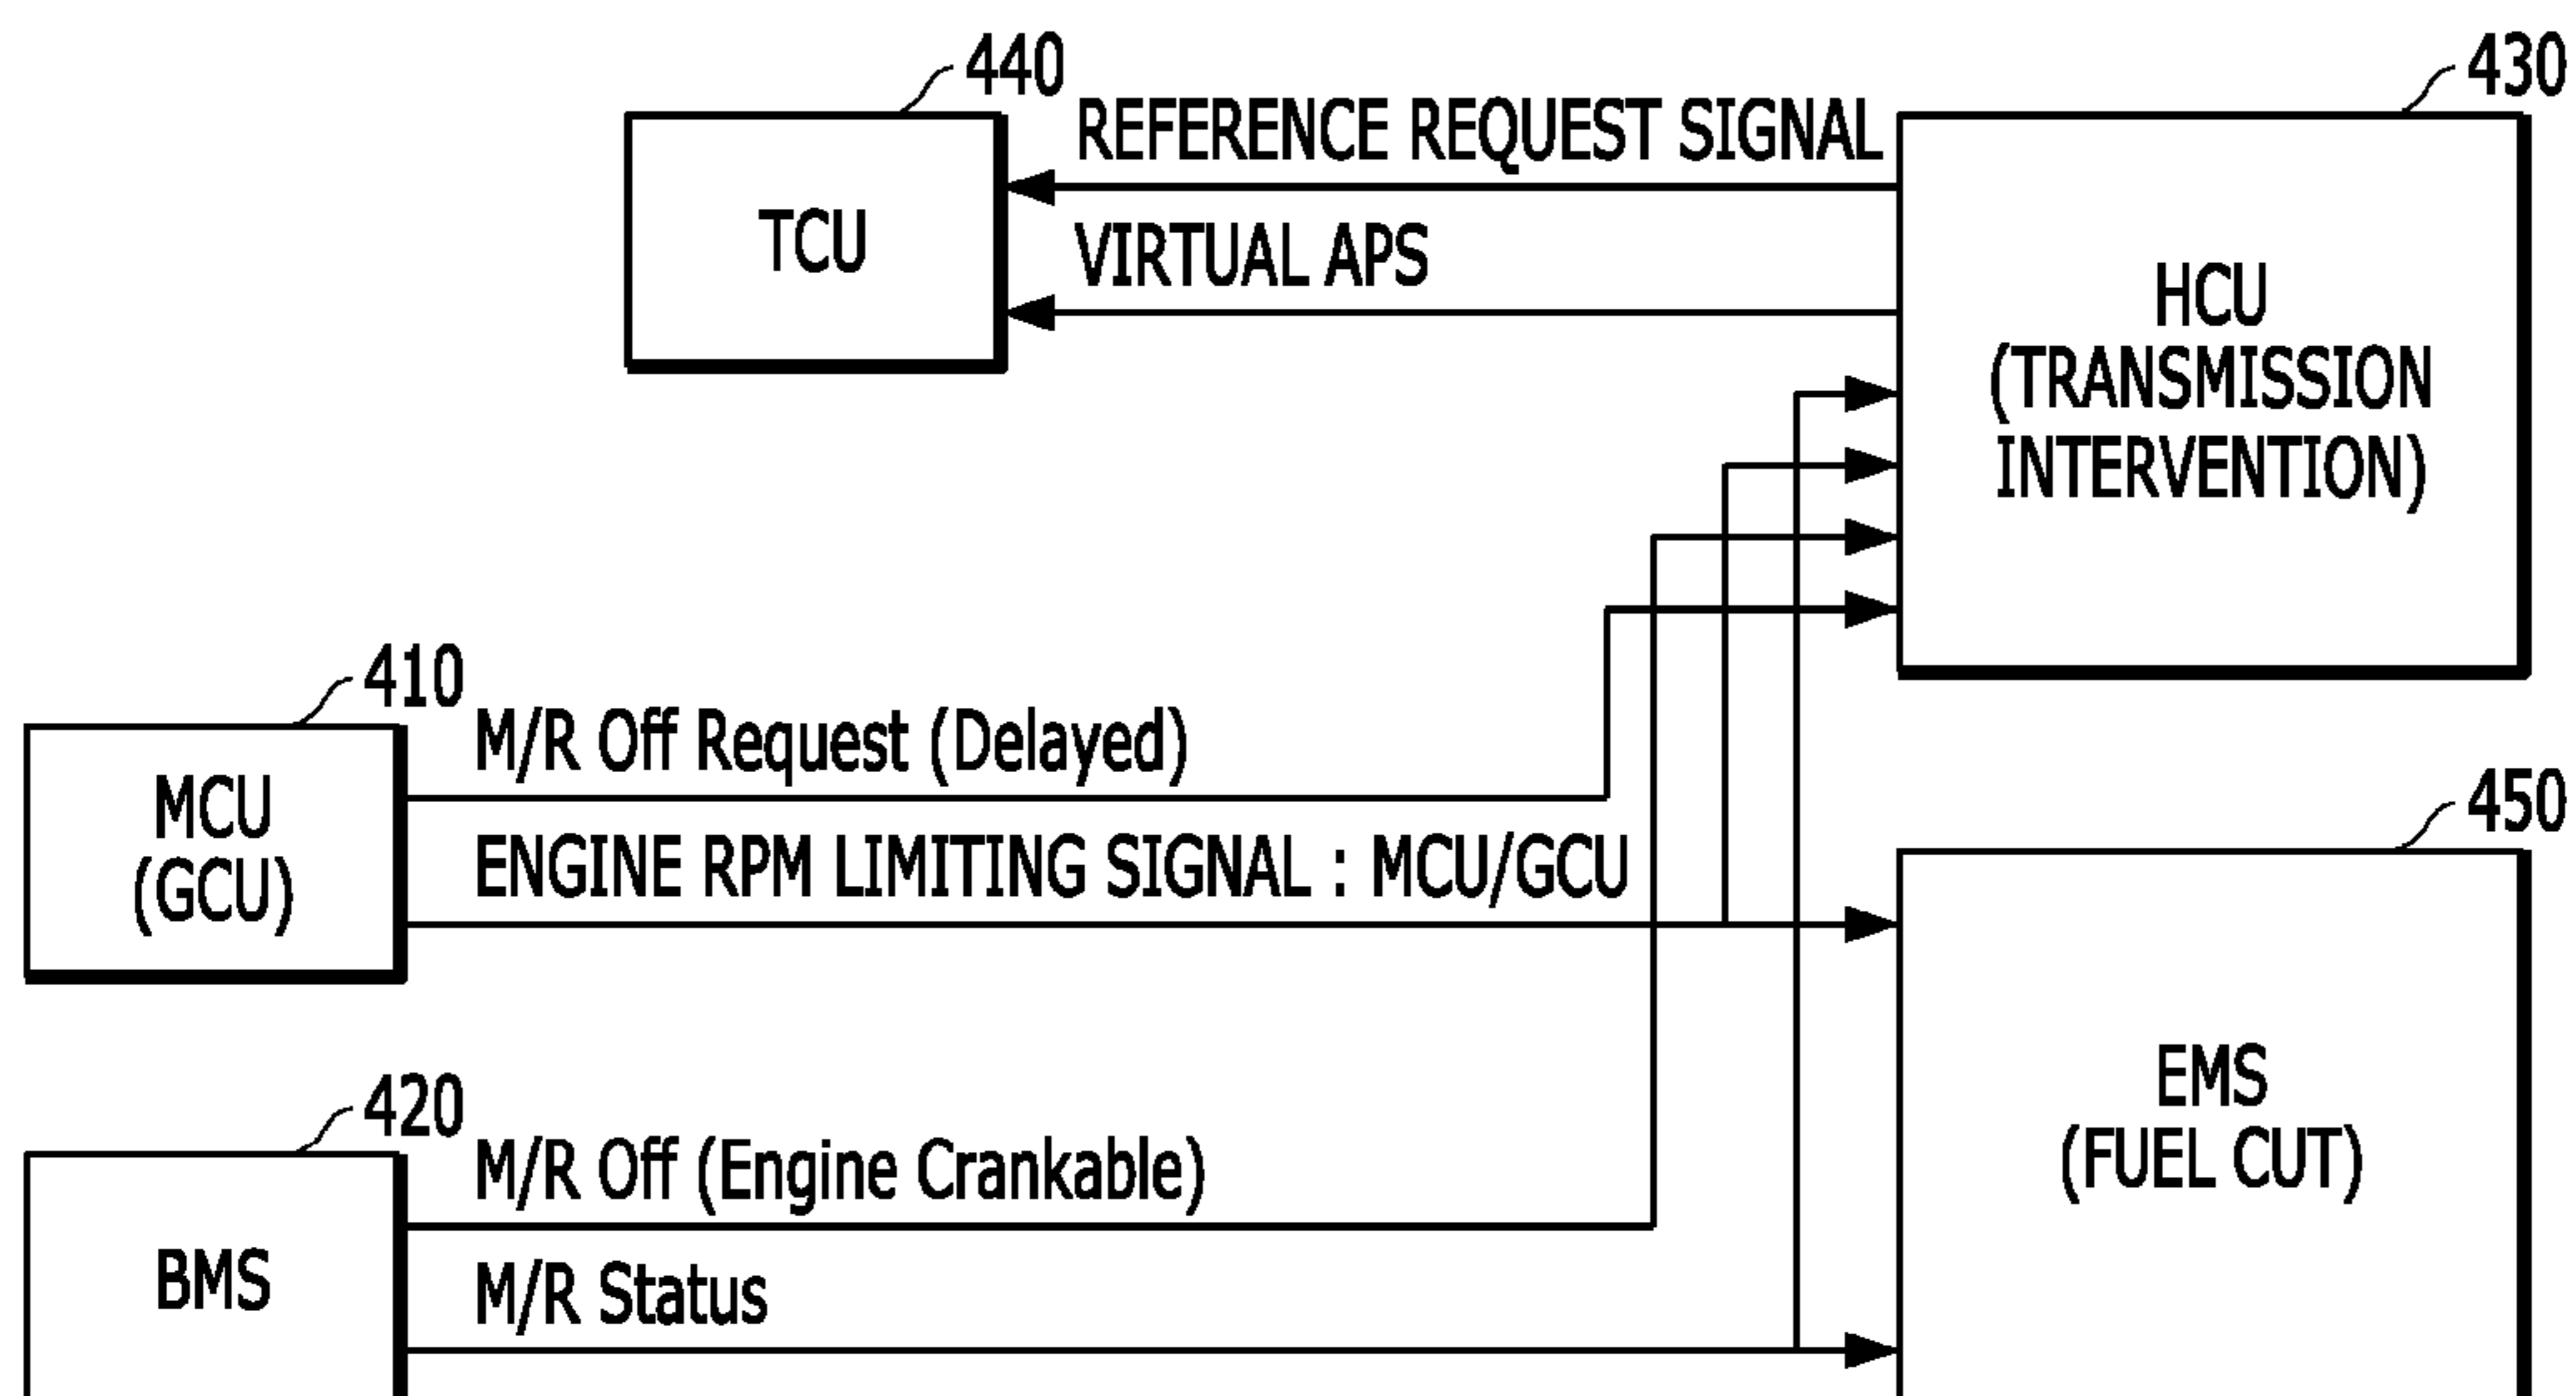 440
430
REFERENCE REQUEST SIGNAL
TCU
VIRTUAL APS
HCU
(TRANSMISSION
INTERVENTION)
410
M/R Off Request (Delayed)
MCU
(GCU)
ENGINE RPM LIMITING SIGNAL : MCU/GCU
450
420
M/R Off (Engine Crankable)
EMS
(FUEL CUT)
BMS
M/R Status